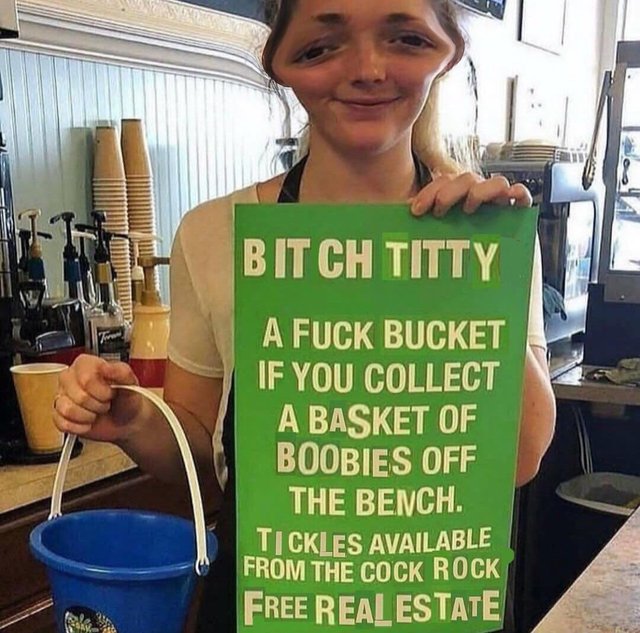 BITCH TITTY
A FUCK BUCKET
IF YOU COLLECT
A BASKET OF
BOOBIES OFF
THE BENCH.
TICKLES AVAILABLE
FROM THE COCK ROCK
FREE REAL ESTATE